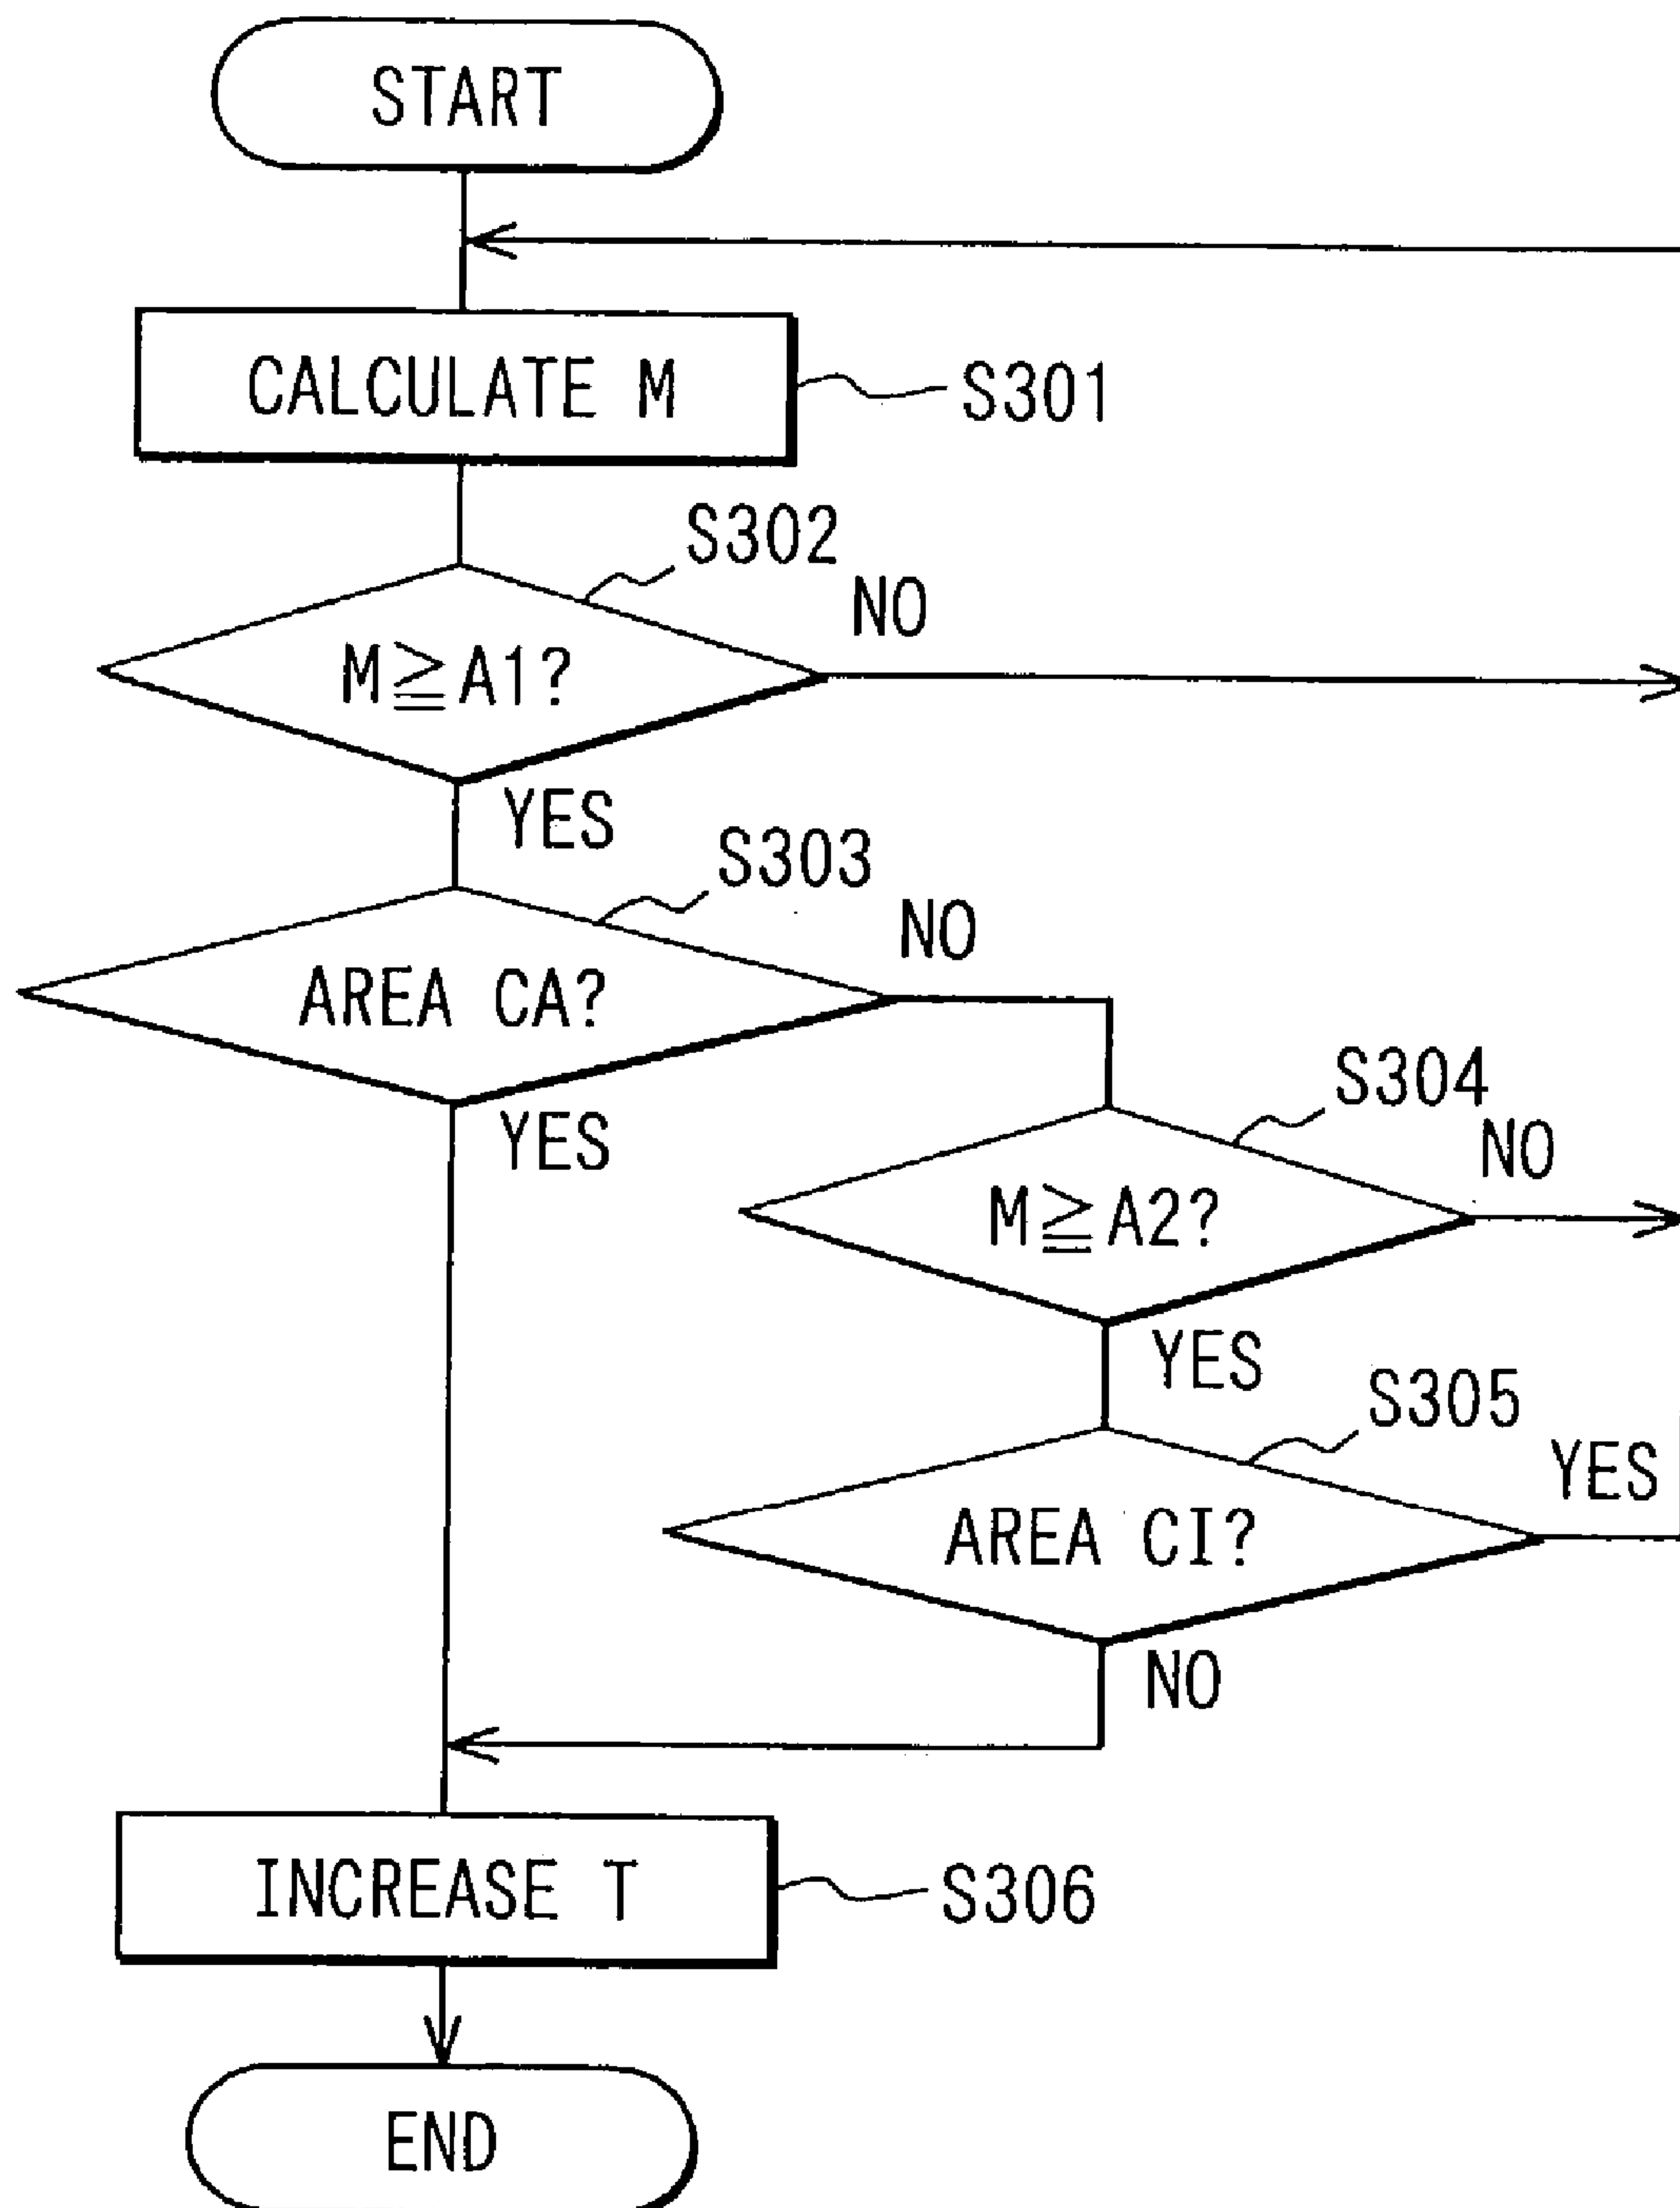 START
CALCULATE M
S301
S302
NO
M≧A1?
YES
S303
NO
AREA CA?
YES
S304
NO
M≧A2?
YES
S305
YES
AREA CI?
NO
INCREASE T
S306
END